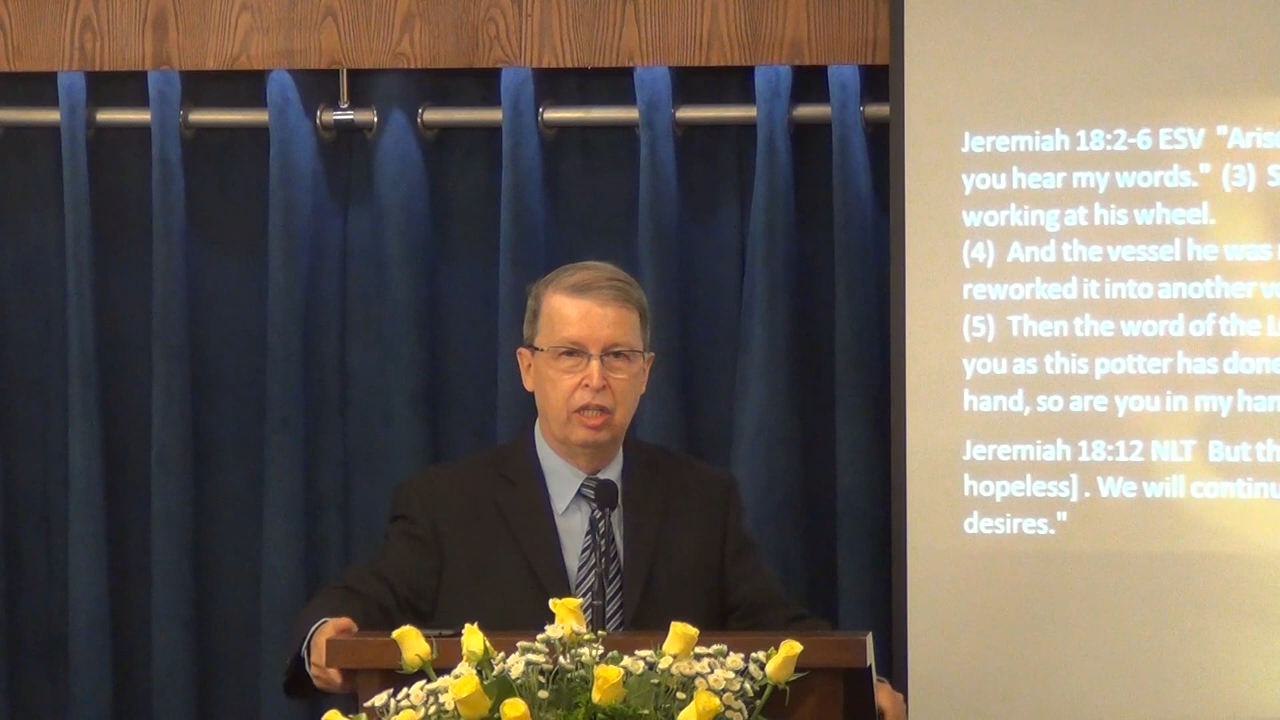 Jeremiah 18:2-6 ESV "Aris
you hear my words." (3) S
working at his wheel.
(4) And the vessel he was
reworked it into another
(5) Then the word of the L
you as this potter has done
hand, so are you in my han
Jeremiah 18:12 NLT But th
hopeless] . We will continu
desires."